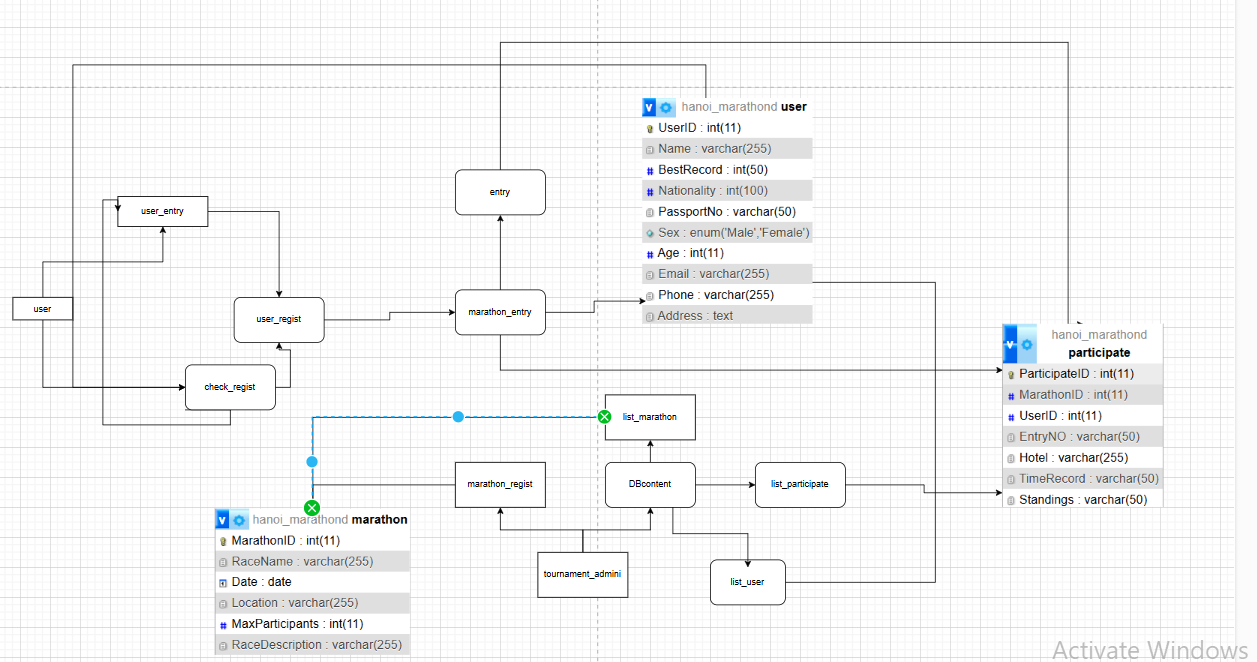 hanoi_marathond user
UserID : int(11)
Name : varchar(255)
BestRecord : int(50)
Nationality : int(100)
PassportNo : varchar(50)
Sex : enum('Male','Female')
Age : int(11)
Email : varchar(255)
Phone : varchar(255)
Address : text
entry
user_entry
user
user_regist
marathon_entry
check_regist
hanoi_marathond
participate
ParticipateID : int(11)
MarathonID : int(11)
UserID : int(11)
EntryNO : varchar(50)
Hotel : varchar(255)
TimeRecord : varchar(50)
Standings : varchar(50)
list_marathon
marathon_regist
DBcontent
list_participate
hanoi_marathond marathon
MarathonID : int(11)
RaceName : varchar(255)
Date : date
Location : varchar(255)
MaxParticipants : int(11)
RaceDescription : varchar(255)
tournament_admini
list_user
Activate Windows